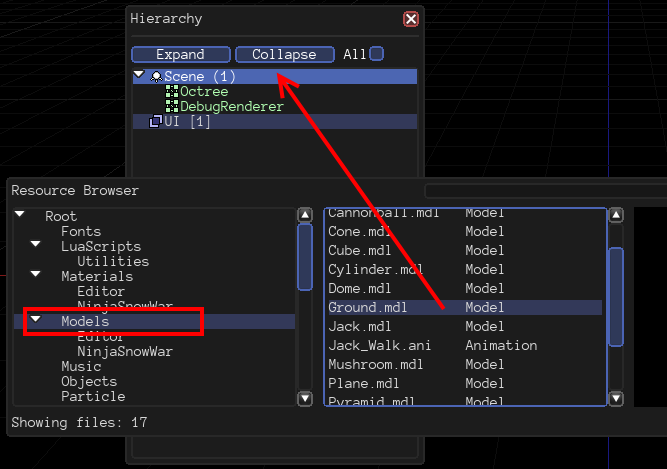 Hierarchy
Expand Collapse All
Scene (1)
Octree
DebugRenderer
UI [1]
Resource Browser
Root
Fonts
LuaScripts
Utilities
Materials
Editor
NinjaSnowWar
Models
Editor
NinjaSnowWar
Music
Objects
Particle
Cannonball.mdl Model
Cone.mdl Model
Cube.mdl Model
Cylinder.mdl Model
Dome.mdl Model
Ground.mdl Model
Jack.mdl Model
Jack_Walk.ani Animation
Mushroom.mdl Model
Plane.mdl Model
Pyramid.mdl Model
Showing files: 17